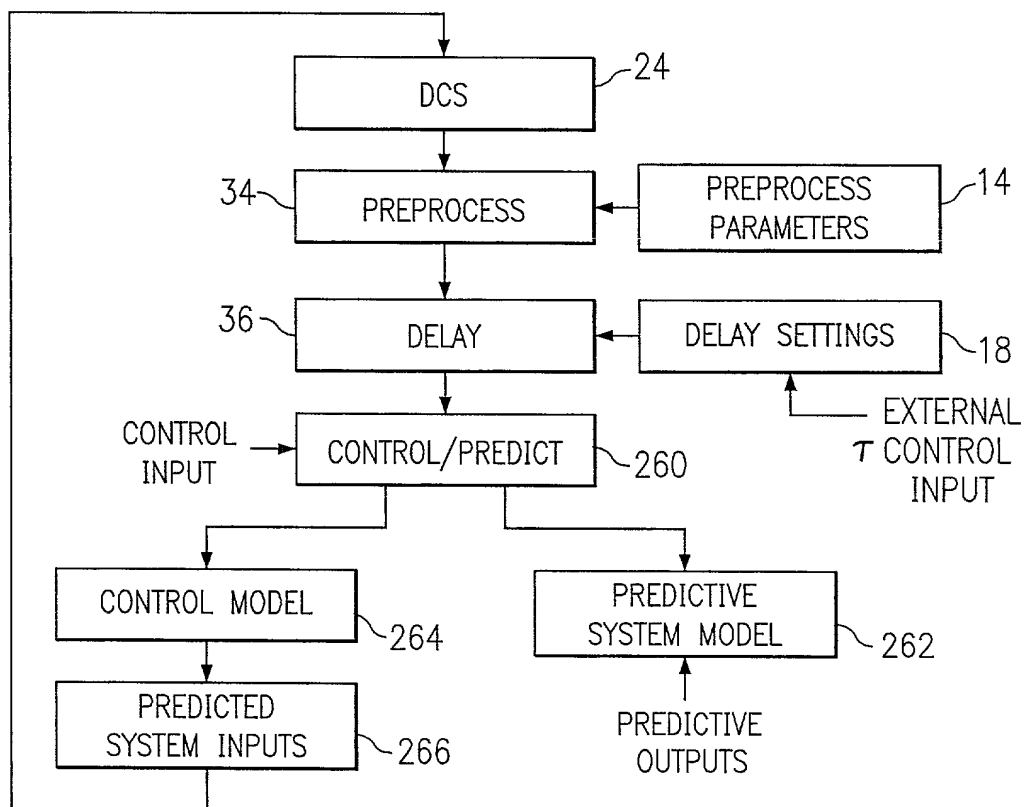 DCS
24
34
PREPROCESS
PREPROCESS
PARAMETERS
14
36
DELAY
DELAY SETTINGS
18
EXTERNAL
τ CONTROL
INPUT
CONTROL
INPUT
CONTROL/PREDICT
260
CONTROL MODEL
264
PREDICTIVE
SYSTEM MODEL
262
PREDICTED
SYSTEM INPUTS
266
PREDICTIVE
OUTPUTS